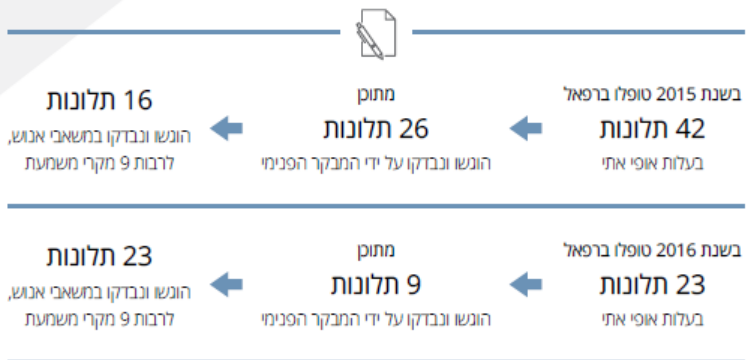 בשנת 2015 טופלו ברפאל
42 תלונות
בעלות אופי אתי
מתוכן
26 תלונות
הוגשו ונבדקו על ידי המבקר הפנימי
16 תלונות
הוגשו ונבדקו במשאבי אנוש,
לרבות 9 מקרי משמעת
בשנת 2016 טופלו ברפאל
23 תלונות
בעלות אופי אתי
מתוכן
9 תלונות
הוגשו ונבדקו על ידי המבקר הפנימי
23 תלונות
הוגשו ונבדקו במשאבי אנוש,
לרבות 9 מקרי משמעת